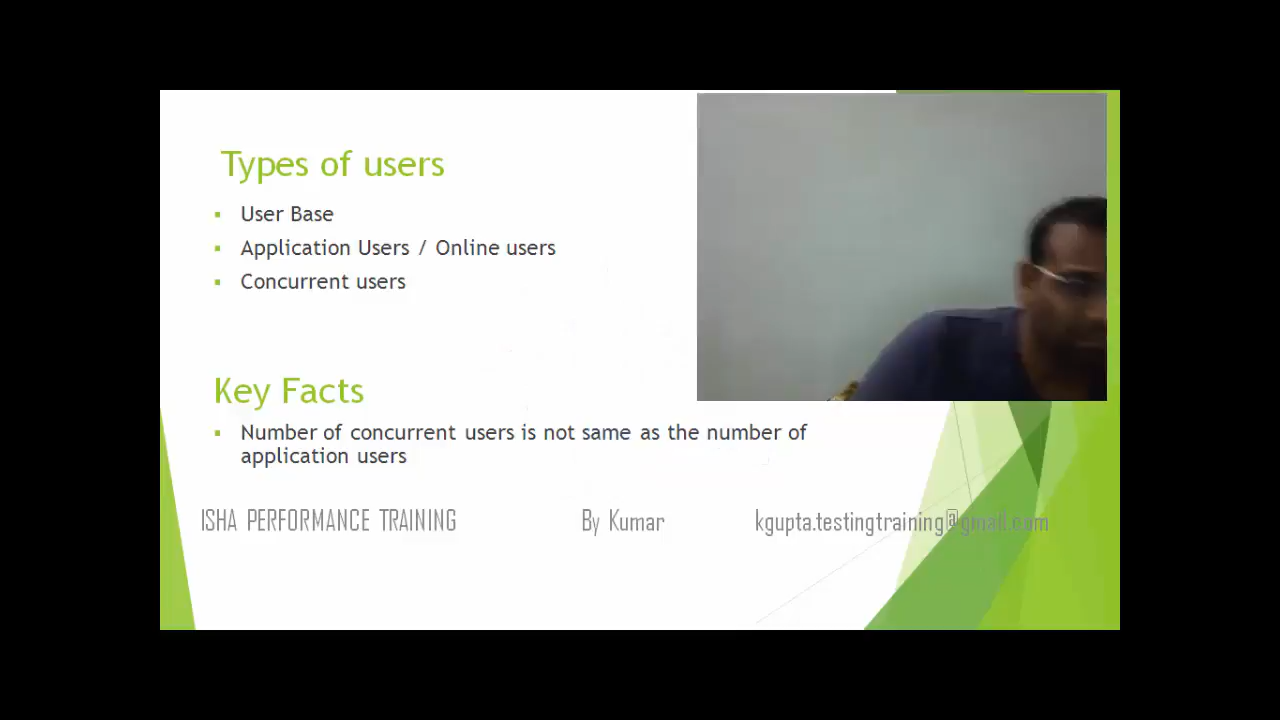 Types of users
User Base
Application Users / Online users
Concurrent users
Key Facts
Number of concurrent users is not same as the number of
application users
ISHA PERFORMANCE TRAINING By Kumar kgupta.testingtraining@gmail.com